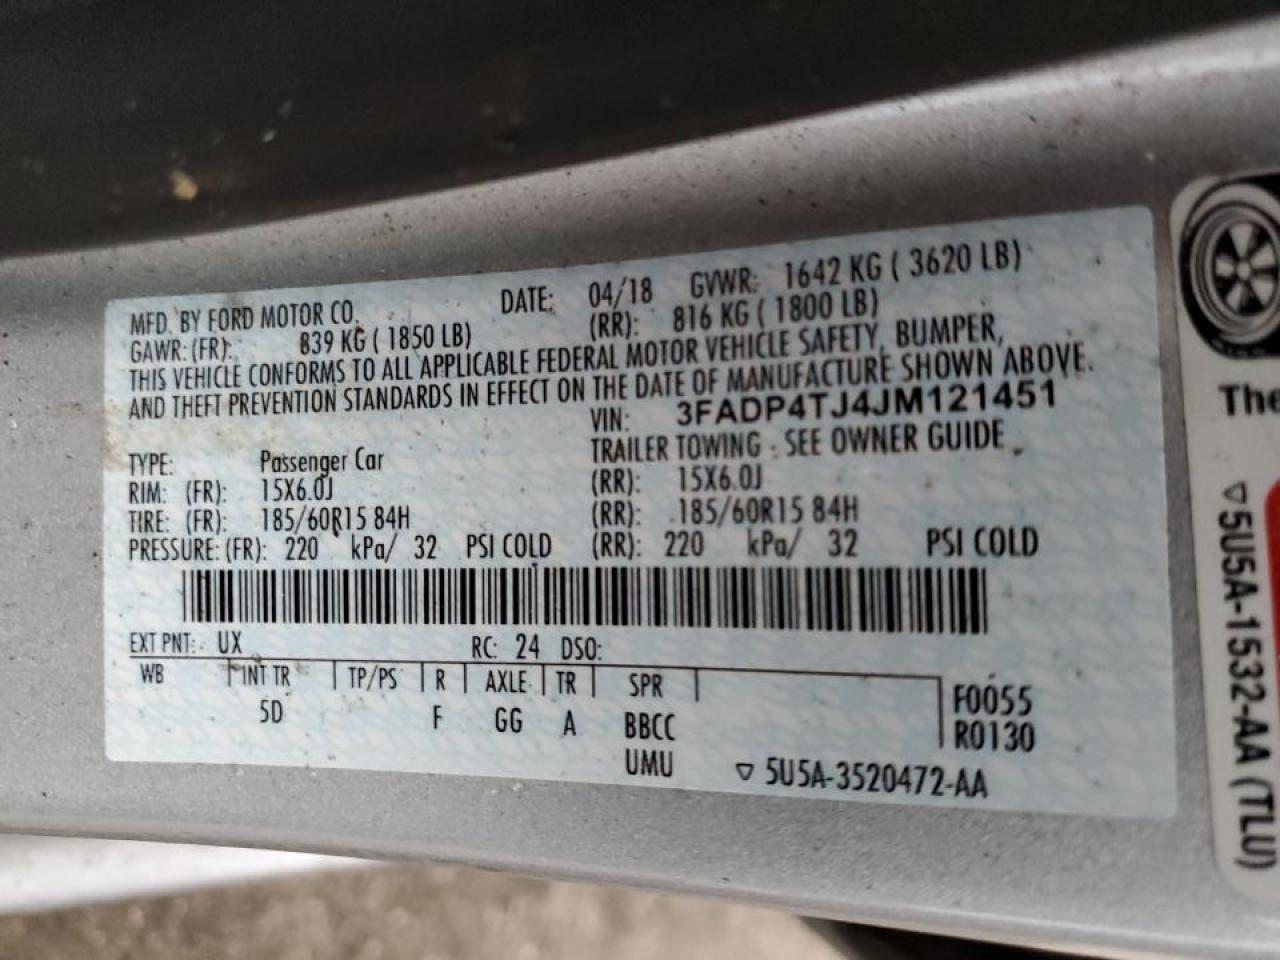 MFD. BY FORD MOTOR CO. DATE: 04/18 GVWR: 1642 KG ( 3620 LB)
GAWR: (FR): 839 KG ( 1850 LB) (RR): 816 KG ( 1800 LB)
THIS VEHICLE CONFORMS TO ALL APPLICABLE FEDERAL MOTOR VEHICLE SAFETY, BUMPER,
AND THEFT PREVENTION STANDARDS IN EFFECT ON THE DATE OF MANUFACTURE SHOWN ABOVE.
VIN: 3FADP4TJ4JM121451
TYPE: Passenger Car TRAILER TOWING - SEE OWNER GUIDE
RIM: (FR): 15X6.0J (RR): 15X6.0J
TIRE: (FR): 185/60R15 84H (RR): 185/60R15 84H
PRESSURE: (FR): 220 kPa/ 32 PSI COLD (RR): 220 kPa/ 32 PSI COLD
EXT PNT: UX RC: 24 DSO:
WB INT TR TP/PS R AXLE TR SPR F0055
5D F GG A BBCC R0130
UMU ▽ 5U5A-3520472-AA
The
▽5U5A-1532-AA (TLU)